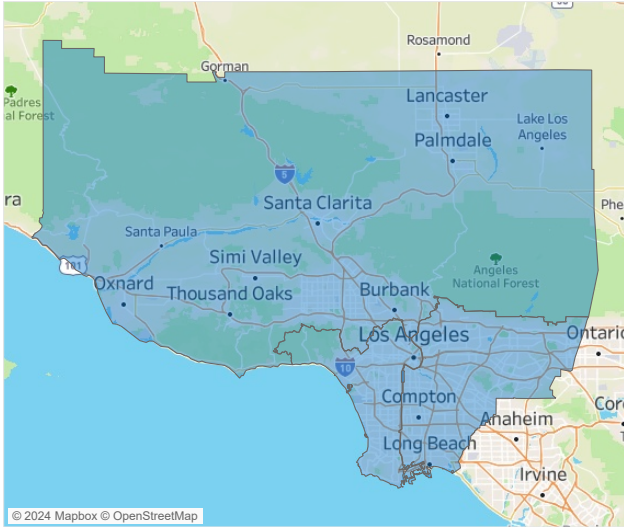 Rosamond
Gorman
Padres
al Forest
Lancaster
Lake Los
Angeles
Palmdale
5
ra
Santa Clarita
Phe
Santa Paula
Simi Valley
101
Angeles
National Forest
Oxnard
Thousand Oaks
Burbank
Los Angeles
Ontario
10
Compton
Cor
Anaheim
Long Beach
Irvine
© 2024 Mapbox © OpenStreetMap